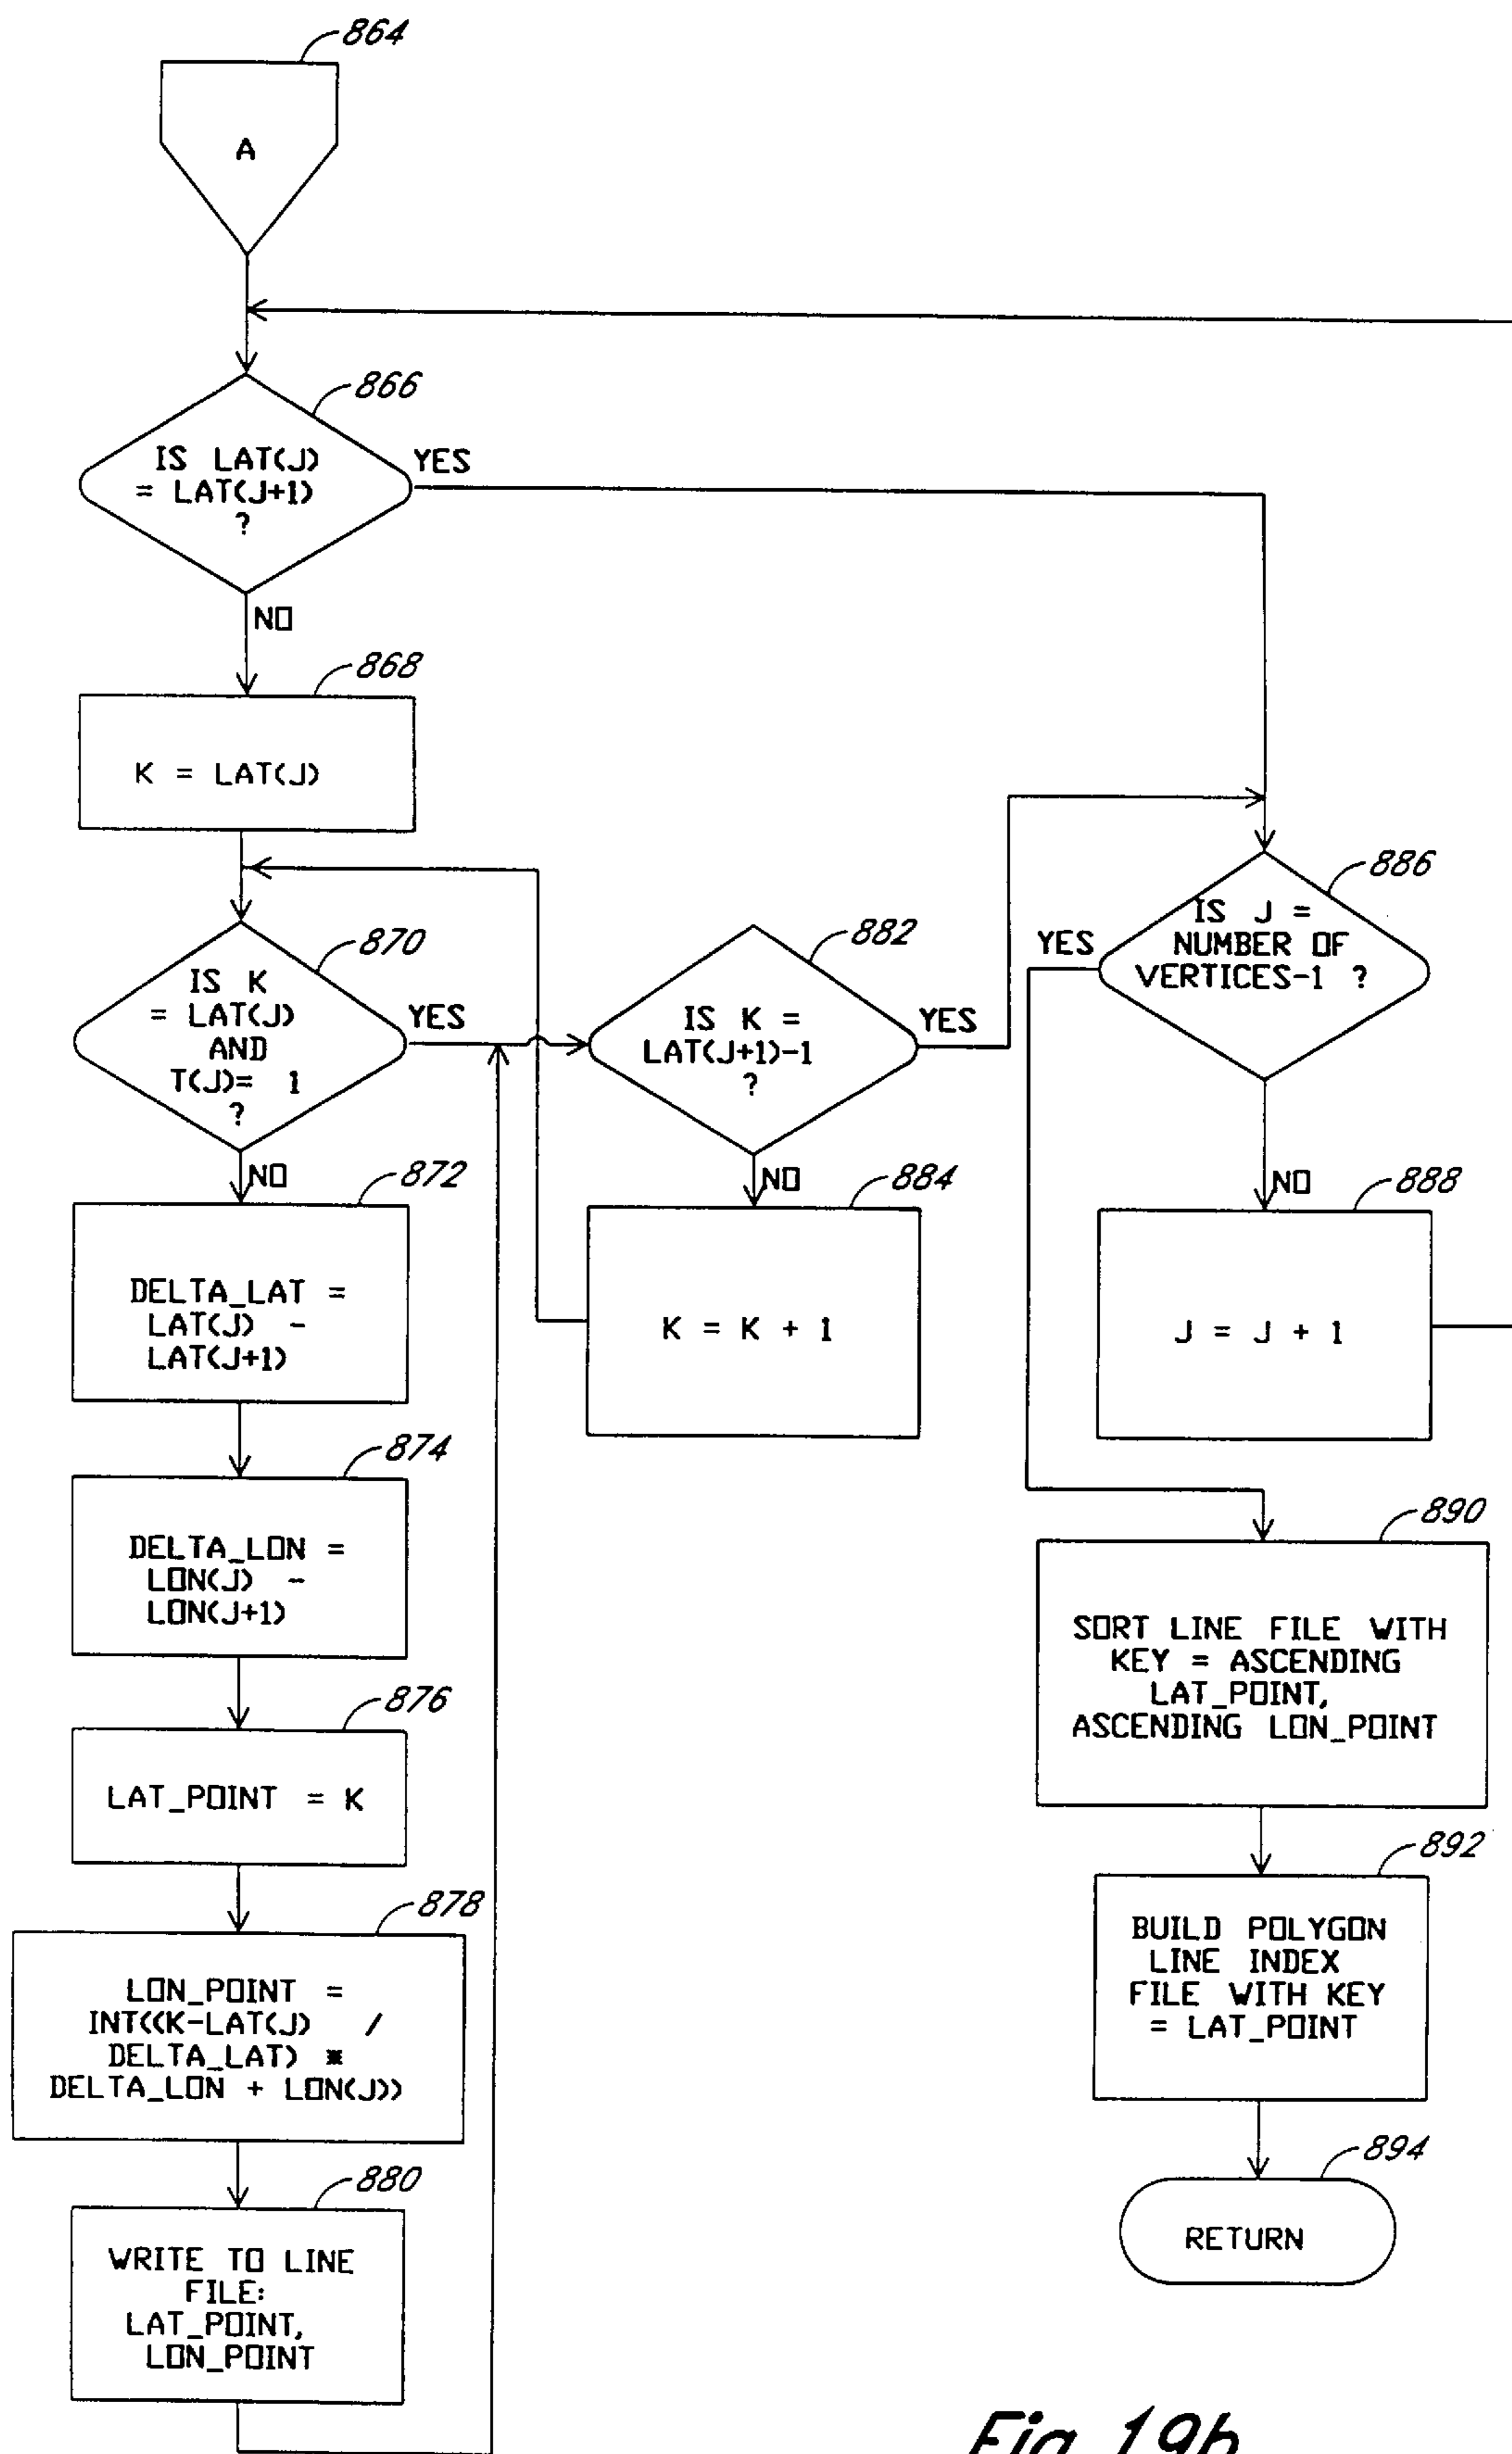 864
A
866
IS LAT(J)
= LAT(J+1)
?
YES
NO
868
K = LAT(J)
870
IS K
= LAT(J)
AND
T(J)= 1
?
YES
NO
882
IS K =
LAT(J+1)-1
?
YES
NO
884
K = K + 1
886
IS J =
NUMBER OF
VERTICES-1 ?
YES
NO
888
J = J + 1
872
DELTA_LAT =
LAT(J) -
LAT(J+1)
874
DELTA_LON =
LON(J) -
LON(J+1)
876
LAT_POINT = K
878
LON_POINT =
INT((K-LAT(J) /
DELTA_LAT) *
DELTA_LON + LON(J))
880
WRITE TO LINE
FILE:
LAT_POINT,
LON_POINT
890
SORT LINE FILE WITH
KEY = ASCENDING
LAT_POINT,
ASCENDING LON_POINT
892
BUILD POLYGON
LINE INDEX
FILE WITH KEY
= LAT_POINT
894
RETURN
Fig. 19b